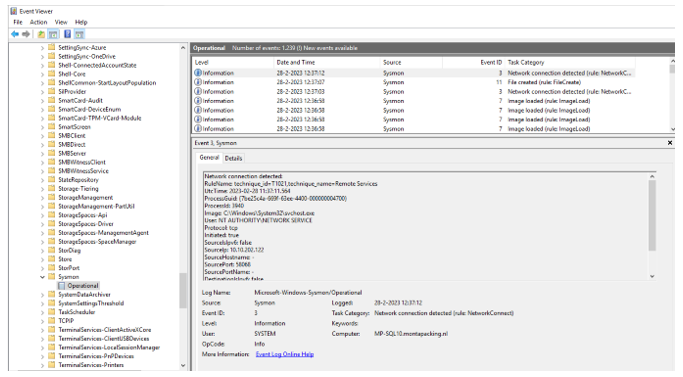 Event Viewer
File Action View Help
SettingSync-Azure
SettingSync-OneDrive
Shell-ConnectedAccountState
Shell-Core
ShellCommon-StartLayoutPopulation
SilProvider
SmartCard-Audit
SmartCard-DeviceEnum
SmartCard-TPM-VCard-Module
SmartScreen
SMBClient
SMBDirect
SMBServer
SMBWitnessClient
SMBWitnessService
StateRepository
Storage-Tiering
StorageManagement
StorageManagement-PartUtil
StorageSpaces-Api
StorageSpaces-Driver
StorageSpaces-ManagementAgent
StorageSpaces-SpaceManager
StorDiag
Store
StorPort
Sysmon
Operational
SystemDataArchiver
SystemSettingsThreshold
TaskScheduler
TCPIP
TerminalServices-ClientActiveXCore
TerminalServices-ClientUSBDevices
TerminalServices-LocalSessionManager
TerminalServices-PnPDevices
TerminalServices-Printers
Operational Number of events: 1,239 (!) New events available
Level Date and Time Source Event ID Task Category
Information 28-2-2023 12:37:12 Sysmon 3 Network connection detected (rule: NetworkC...
Information 28-2-2023 12:37:07 Sysmon 11 File created (rule: FileCreate)
Information 28-2-2023 12:37:03 Sysmon 3 Network connection detected (rule: NetworkC...
Information 28-2-2023 12:36:58 Sysmon 7 Image loaded (rule: ImageLoad)
Information 28-2-2023 12:36:58 Sysmon 7 Image loaded (rule: ImageLoad)
Information 28-2-2023 12:36:58 Sysmon 7 Image loaded (rule: ImageLoad)
Information 28-2-2023 12:36:58 Sysmon 7 Image loaded (rule: ImageLoad)
Event 3, Sysmon
General Details
Network connection detected:
RuleName: technique_id=T1021,technique_name=Remote Services
UtcTime: 2023-02-28 11:37:11.564
ProcessGuid:
ProcessId: 3940
Image: C:\Windows\System32\svchost.exe
User: NT AUTHORITY\NETWORK SERVICE
Protocol: tcp
Initiated: true
SourceIsIpv6: false
SourceIp: 10.10.202.122
SourceHostname: -
SourcePort: 58068
SourcePortName: -
DestinationIsIpv6: false
Log Name: Microsoft-Windows-Sysmon/Operational
Source: Sysmon Logged: 28-2-2023 12:37:12
Event ID: 3 Task Category: Network connection detected (rule: NetworkConnect)
Level: Information Keywords:
User: SYSTEM Computer: MP-SQL10.montapacking.nl
OpCode: Info
More Information: Event Log Online Help